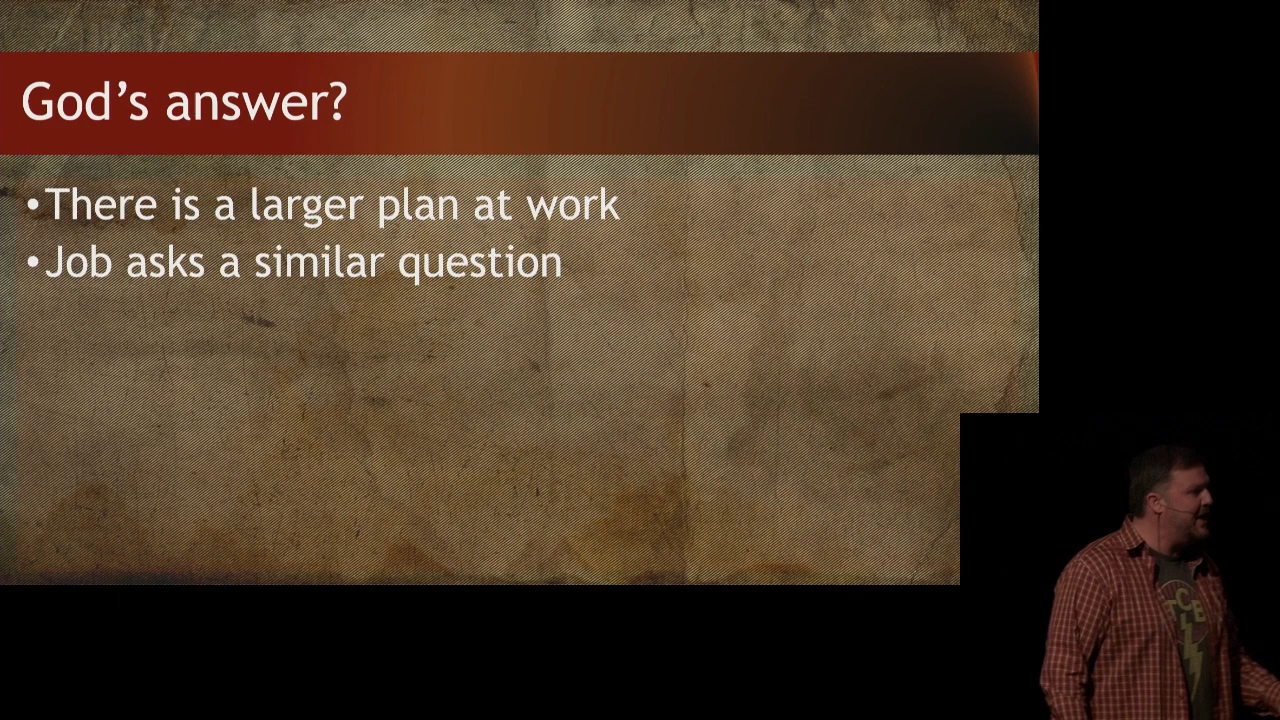 God’s answer?
•There is a larger plan at work
•Job asks a similar question